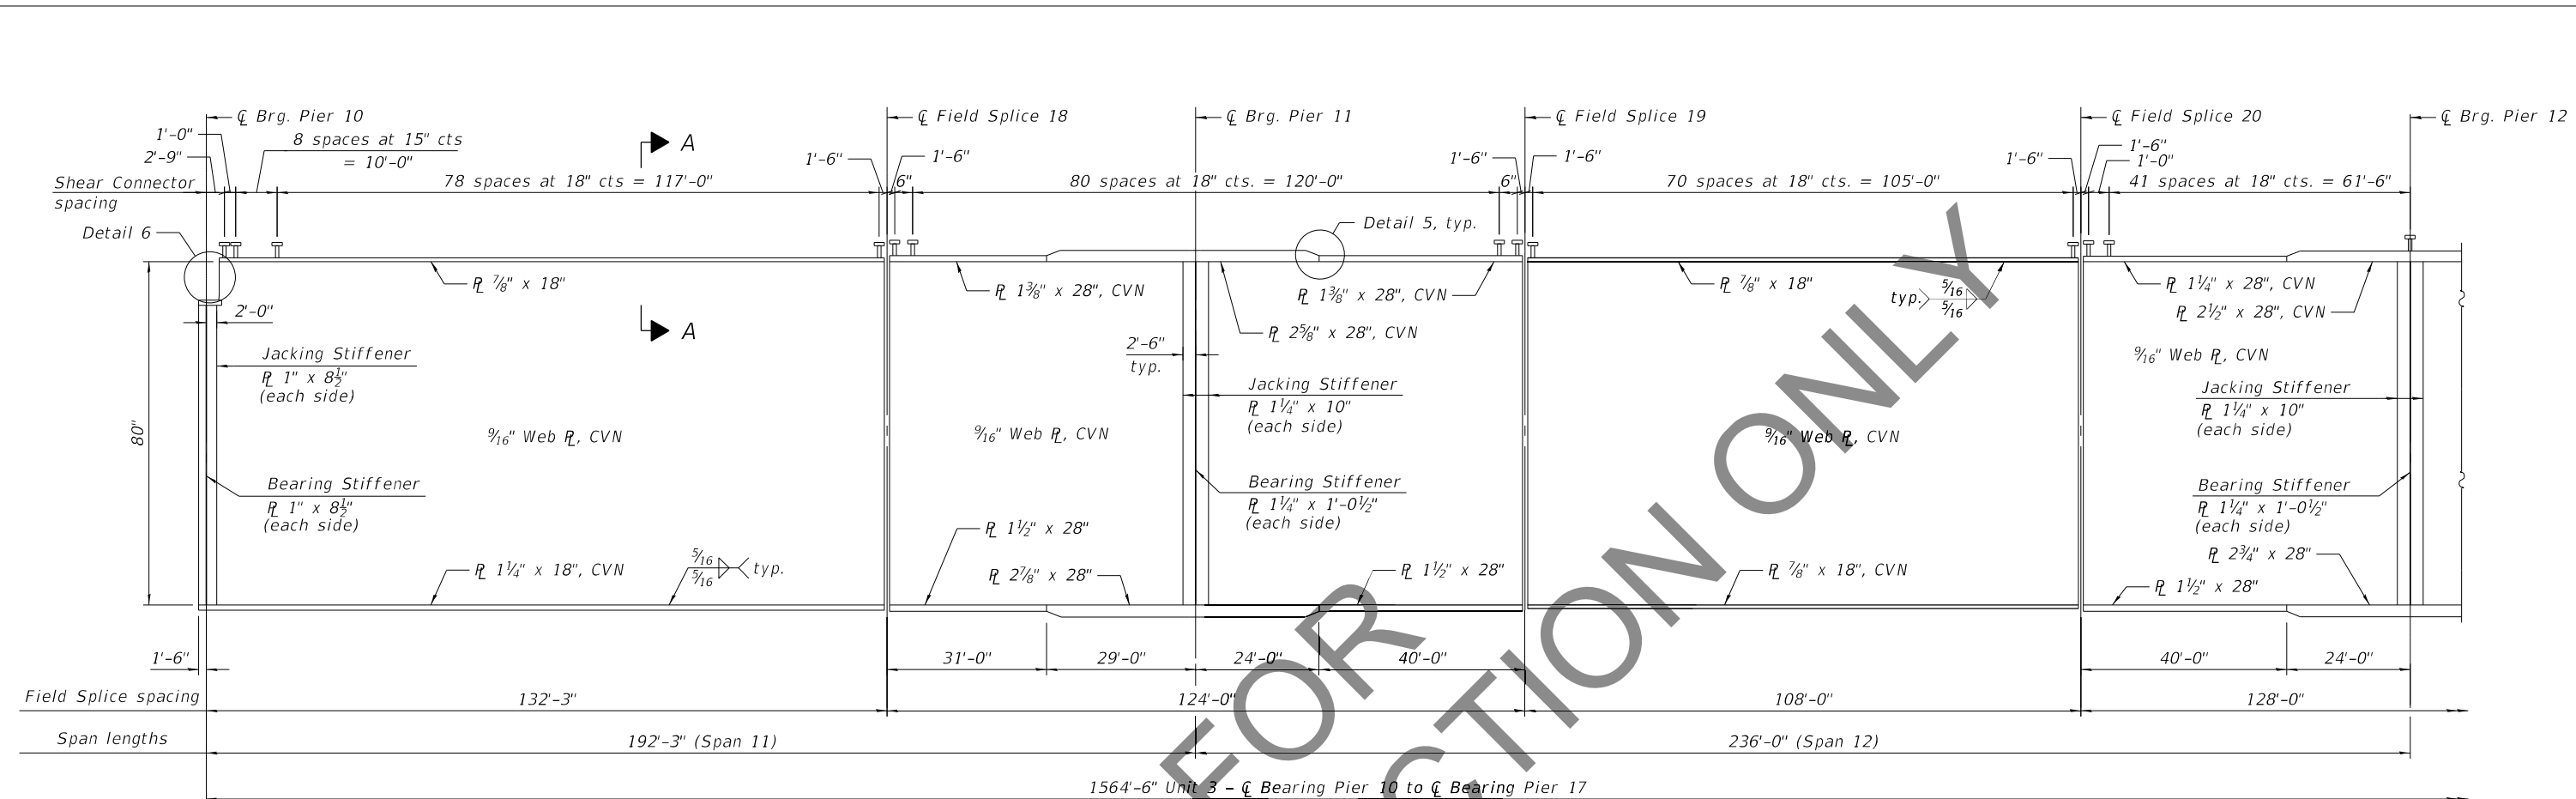 ℄ Brg. Pier 10
℄ Field Splice 18
℄ Brg. Pier 11
℄ Field Splice 19
℄ Field Splice 20
℄ Brg. Pier 12
1'-0"
8 spaces at 15" cts
= 10'-0"
2'-9"
A
1'-6"
1'-6"
1'-6"
1'-6"
1'-6"
1'-6"
1'-0"
Shear Connector
spacing
78 spaces at 18" cts = 117'-0"
6"
80 spaces at 18" cts. = 120'-0"
6"
70 spaces at 18" cts. = 105'-0"
41 spaces at 18" cts. = 61'-6"
Detail 6
Detail 5, typ.
℄ 7/8" x 18"
℄ 1 3/8" x 28", CVN
℄ 1 3/8" x 28", CVN
℄ 7/8" x 18"
typ.
5/16
5/16
℄ 1 1/4" x 28", CVN
℄ 2 1/2" x 28", CVN
2'-0"
A
℄ 2 5/8" x 28", CVN
2'-6"
typ.
9/16" Web ℄, CVN
Jacking Stiffener
℄ 1" x 8 1/2"
(each side)
Jacking Stiffener
℄ 1 1/4" x 10"
(each side)
Jacking Stiffener
℄ 1 1/4" x 10"
(each side)
80"
9/16" Web ℄, CVN
9/16" Web ℄, CVN
9/16" Web ℄, CVN
Bearing Stiffener
℄ 1" x 8 1/2"
(each side)
Bearing Stiffener
℄ 1 1/4" x 1'-0 1/2"
(each side)
Bearing Stiffener
℄ 1 1/4" x 1'-0 1/2"
(each side)
℄ 1 1/2" x 28"
℄ 2 3/4" x 28"
℄ 1 1/4" x 18", CVN
5/16
5/16
typ.
℄ 2 7/8" x 28"
℄ 1 1/2" x 28"
℄ 7/8" x 18", CVN
℄ 1 1/2" x 28"
1'-6"
31'-0"
29'-0"
24'-0"
40'-0"
40'-0"
24'-0"
Field Splice spacing
132'-3"
124'-0"
108'-0"
128'-0"
Span lengths
192'-3" (Span 11)
236'-0" (Span 12)
1564'-6" Unit 3 - ℄ Bearing Pier 10 to ℄ Bearing Pier 17
FOR
CTION ONLY